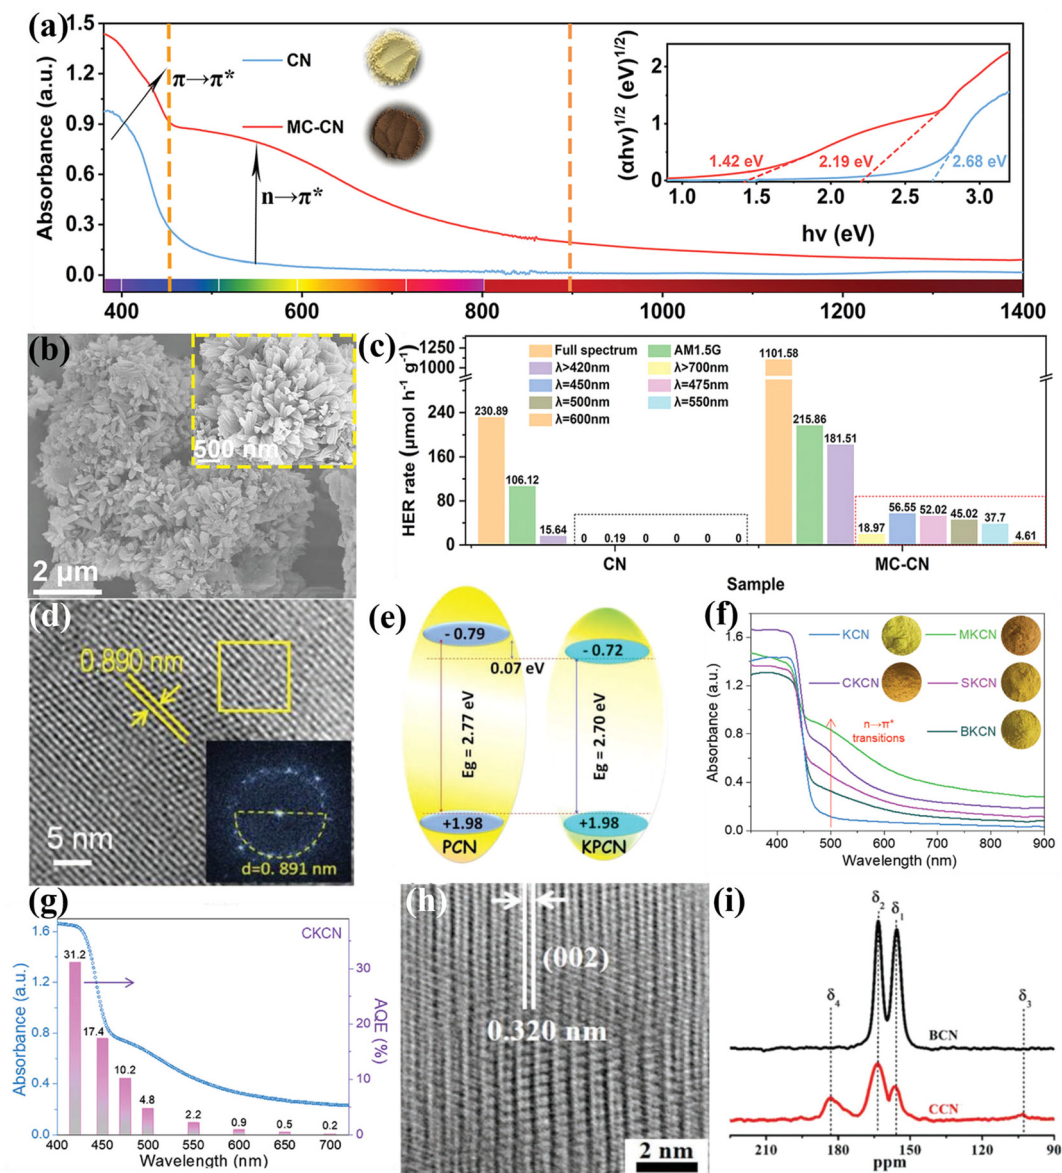 (a)
1.5
1.2
0.9
0.6
0.3
0.0
Absorbance (a.u.)
π→π*
n→π*
CN
MC-CN
400
600
800
1000
1200
1400
(αhv)1/2 (eV)1/2)
2
1
0
1.42 eV
2.19 eV
2.68 eV
1.0
1.5
2.0
2.5
3.0
hv (eV)
(b)
500 nm
2 μm
(c)
HER rate (μmol h-1 g-1)
1250
1000
240
160
80
0
Full spectrum
AM1.5G
λ>420nm
λ>700nm
λ=450nm
λ=475nm
λ=500nm
λ=550nm
λ=600nm
230.89
106.12
15.64
0
0.19
0
0
0
0
1101.58
215.86
181.51
18.97
56.55
52.02
45.02
37.7
4.61
CN
MC-CN
Sample
(d)
0.890 nm
5 nm
d=0. 891 nm
(e)
- 0.79
- 0.72
0.07 eV
Eg = 2.77 eV
Eg = 2.70 eV
+1.98
+1.98
PCN
KPCN
(f)
1.6
1.2
0.8
0.4
0.0
Absorbance (a.u.)
KCN
MKCN
CKCN
SKCN
BKCN
n→π*
transitions
400
500
600
700
800
900
Wavelength (nm)
(g)
1.6
1.2
0.8
0.4
0.0
Absorbance (a.u.)
CKCN
31.2
17.4
10.2
4.8
2.2
0.9
0.5
0.2
30
20
10
0
AQE (%)
400
450
500
550
600
650
700
Wavelength (nm)
(h)
(002)
0.320 nm
2 nm
(i)
δ2
δ1
δ4
δ3
BCN
CCN
210
180
150
120
90
ppm